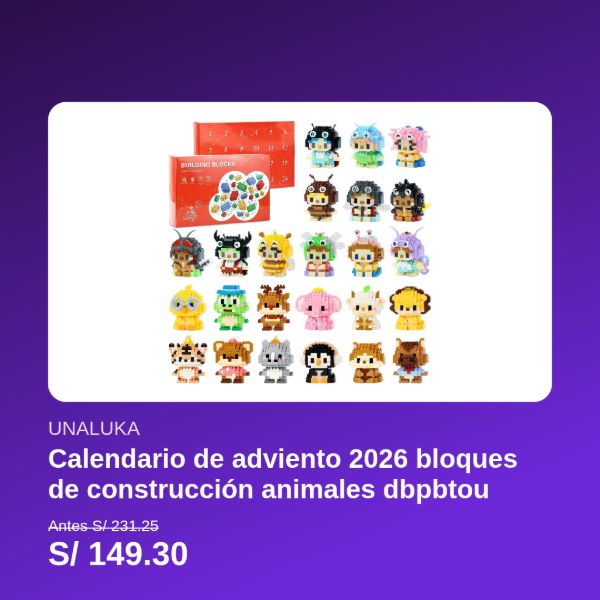 BUILDING BLOCKS
UNALUKA
Calendario de adviento 2026 bloques
de construcción animales dbpbtou
Antes S/ 231.25
S/ 149.30